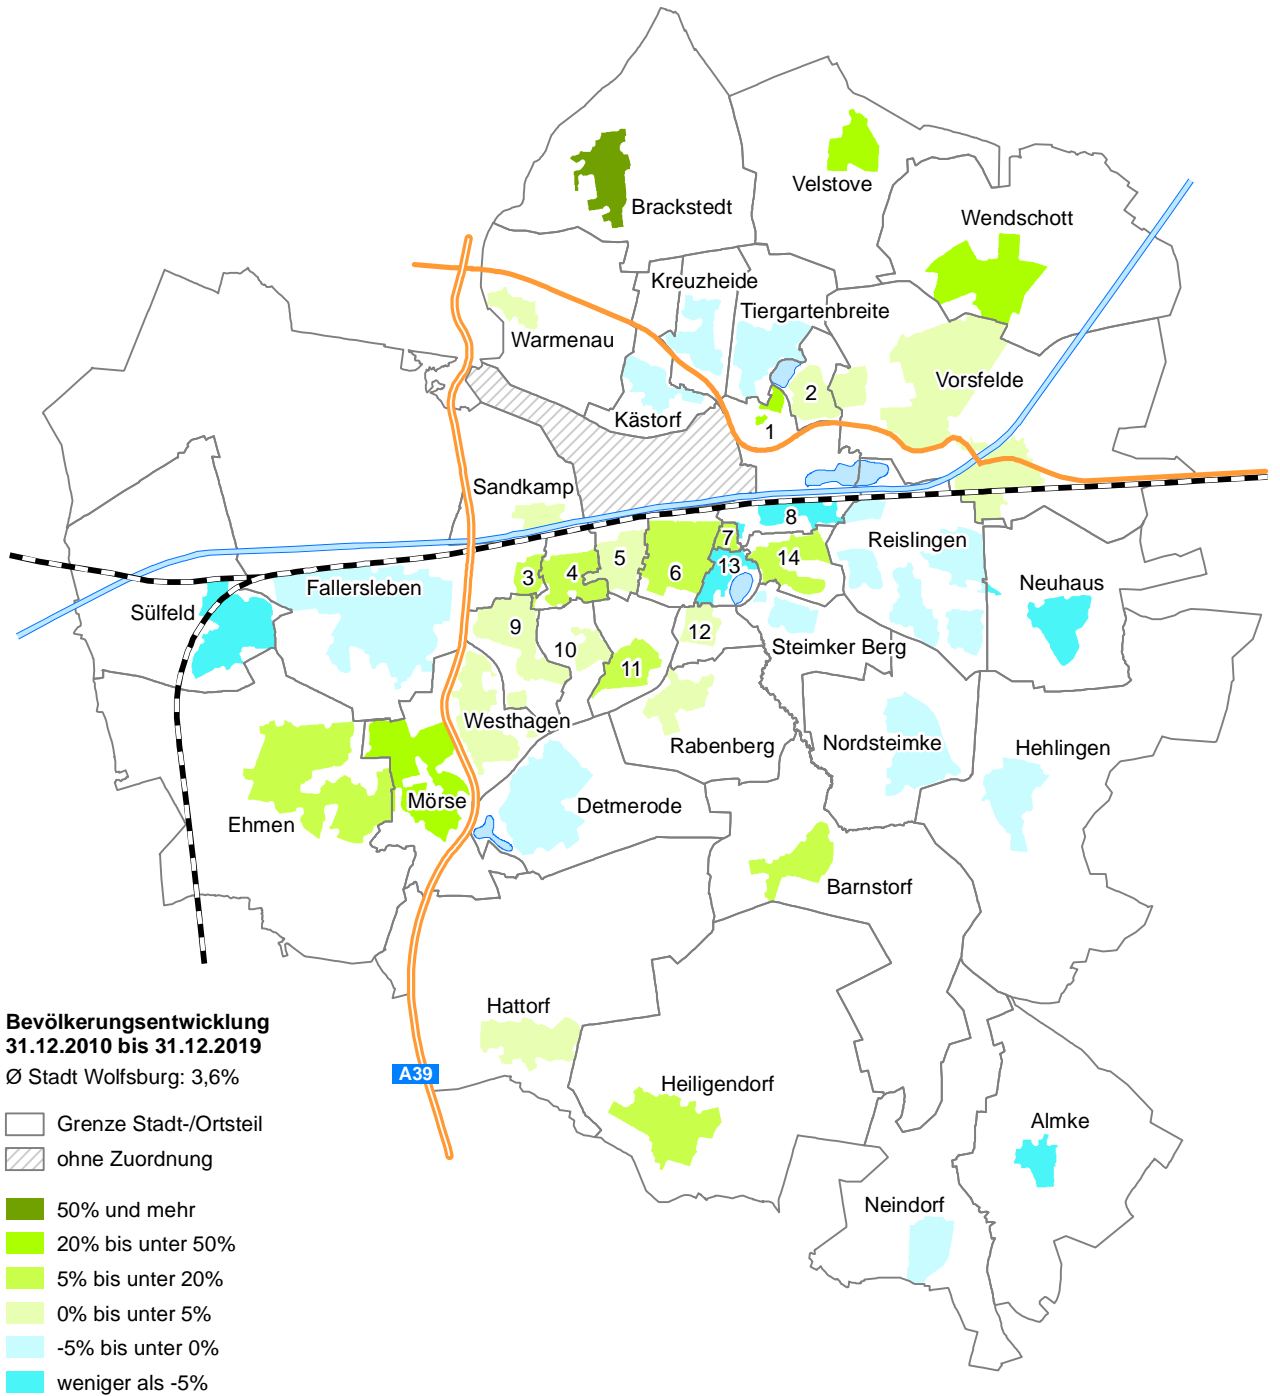 Velstove
Brackstedt
Wendschott
Kreuzheide
Tiergartenbreite
Warmenau
Vorsfelde
2
Kästorf
1
Sandkamp
8
7
Reislingen
5
14
13
4
6
3
Neuhaus
Fallersleben
Sülfeld
9
12
10
Steimker Berg
11
Westhagen
Rabenberg
Nordsteimke
Hehlingen
Mörse
Detmerode
Ehmen
Barnstorf
Hattorf
Bevölkerungsentwicklung
31.12.2010 bis 31.12.2019
Ø Stadt Wolfsburg: 3,6%
A39
Heiligendorf
Grenze Stadt-/Ortsteil
Almke
ohne Zuordnung
Neindorf
50% und mehr
20% bis unter 50%
5% bis unter 20%
0% bis unter 5%
-5% bis unter 0%
weniger als -5%